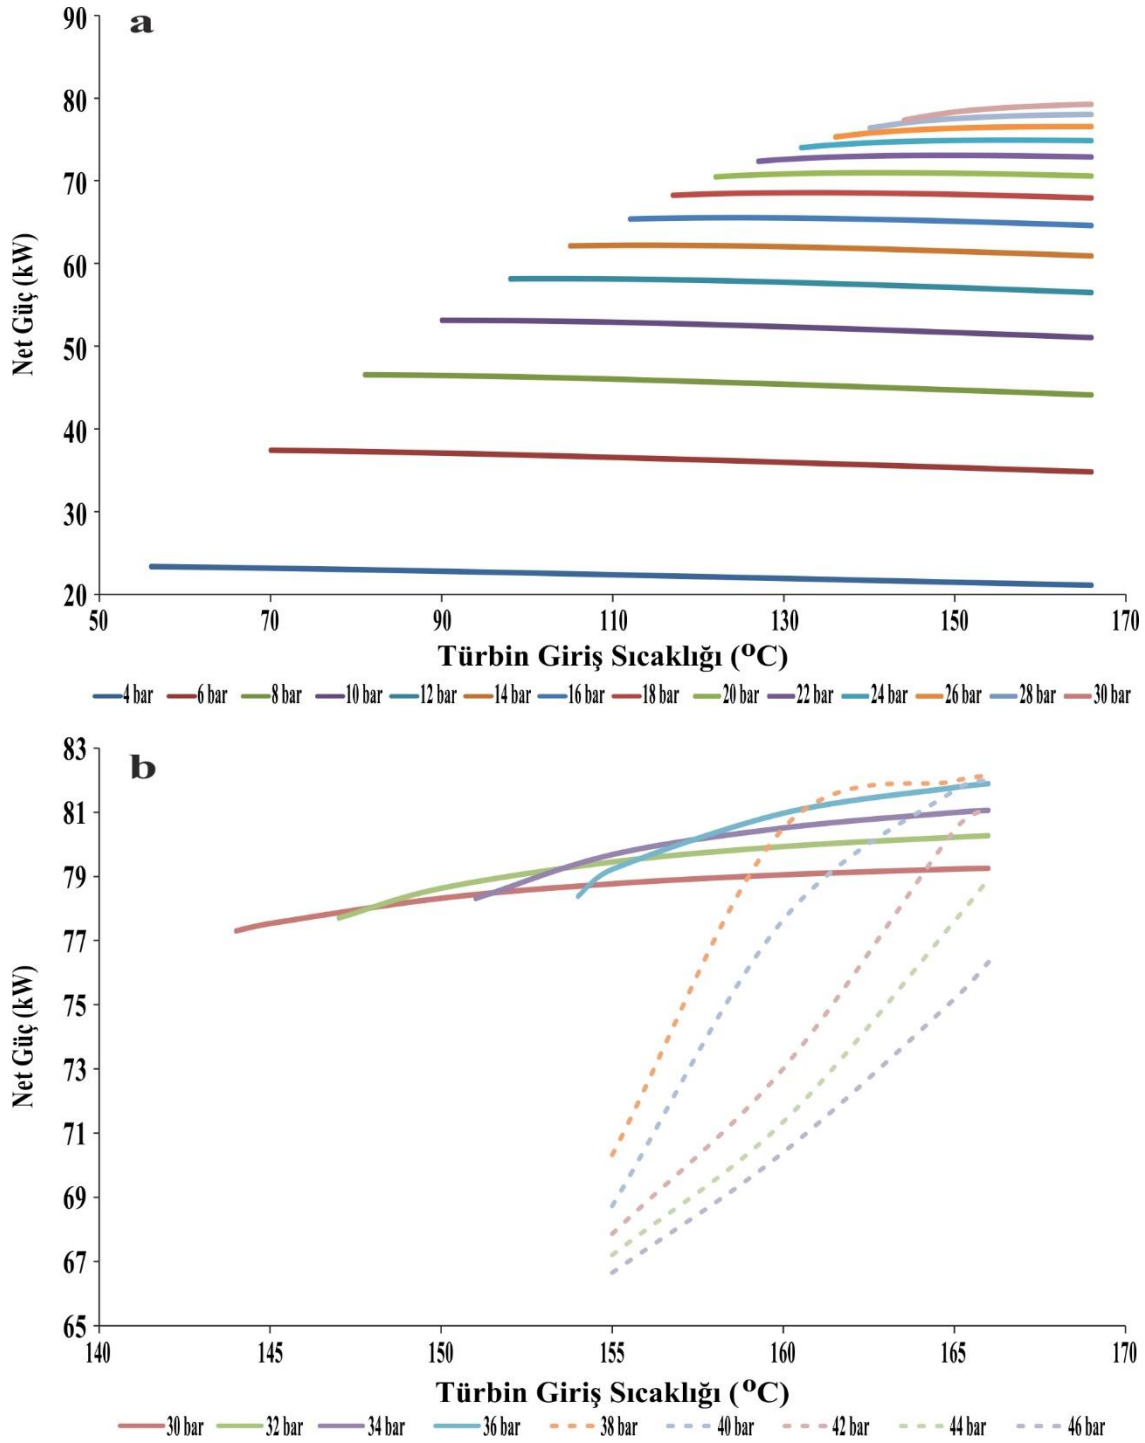 a
90
80
70
60
50
40
30
20
Net Güç (kW)
50 70 90 110 130 150 170
Türbin Giriş Sıcaklığı (⁰C)
4 bar 6 bar 8 bar 10 bar 12 bar 14 bar 16 bar 18 bar 20 bar 22 bar 24 bar 26 bar 28 bar 30 bar
b
83
81
79
77
75
73
71
69
67
65
Net Güç (kW)
140 145 150 155 160 165 170
Türbin Giriş Sıcaklığı (⁰C)
30 bar 32 bar 34 bar 36 bar 38 bar 40 bar 42 bar 44 bar 46 bar